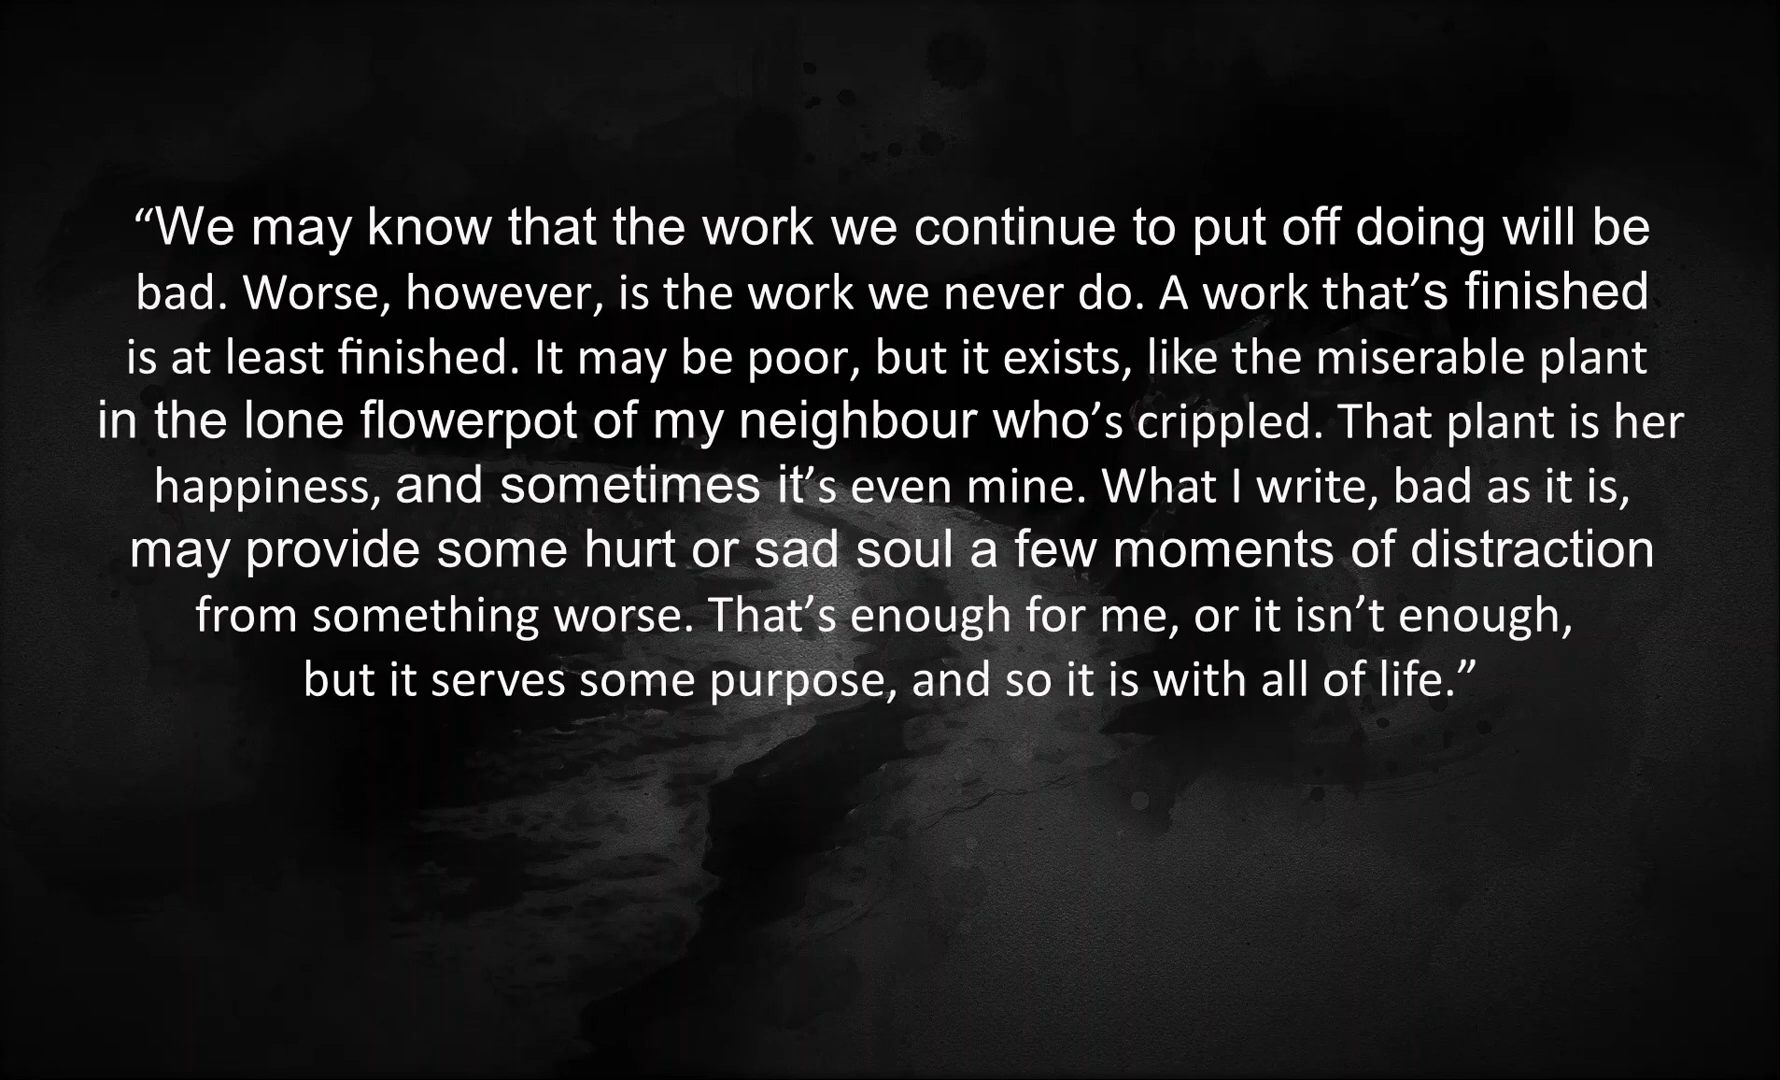 “We may know that the work we continue to put off doing will be
bad. Worse, however, is the work we never do. A work that’s finished
is at least finished. It may be poor, but it exists, like the miserable plant
in the lone flowerpot of my neighbour who’s crippled. That plant is her
happiness, and sometimes it’s even mine. What I write, bad as it is,
may provide some hurt or sad soul a few moments of distraction
from something worse. That’s enough for me, or it isn’t enough,
but it serves some purpose, and so it is with all of life.”